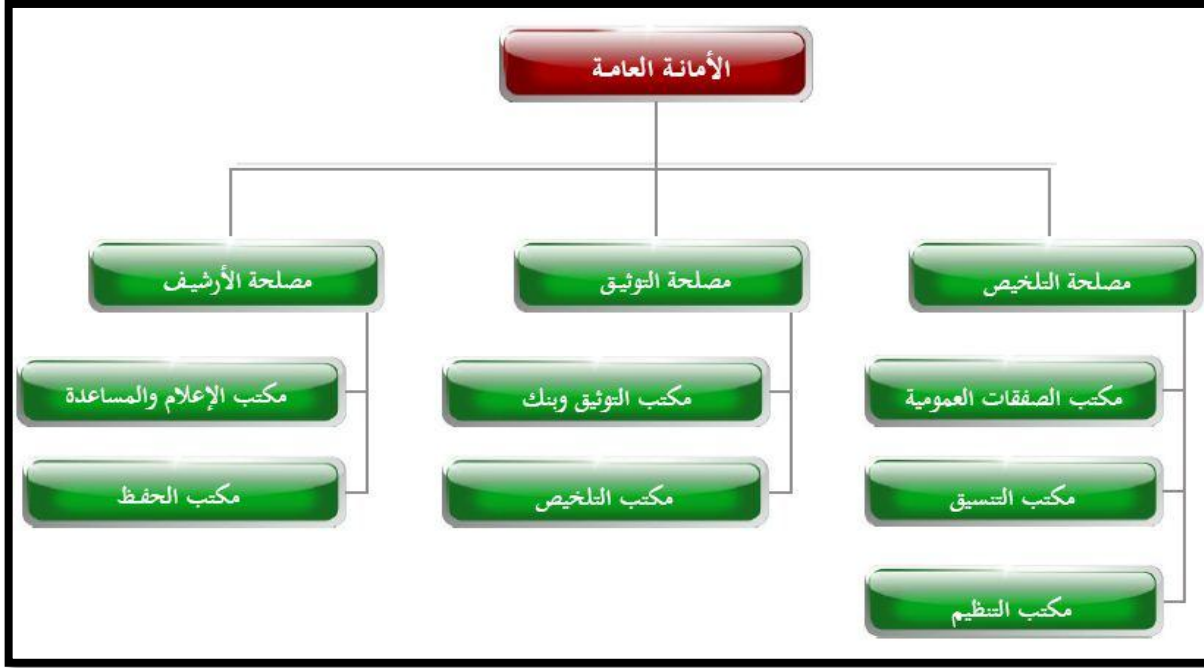 الأمانة العامة
مصلحة التلخيص
مكتب الصفقات العمومية
مكتب التنسيق
مكتب التنظيم
مصلحة التوثيق
مكتب التوثيق وبنك
مكتب التلخيص
مصلحة الأرشيف
مكتب الإعلام والمساعدة
مكتب الحفظ